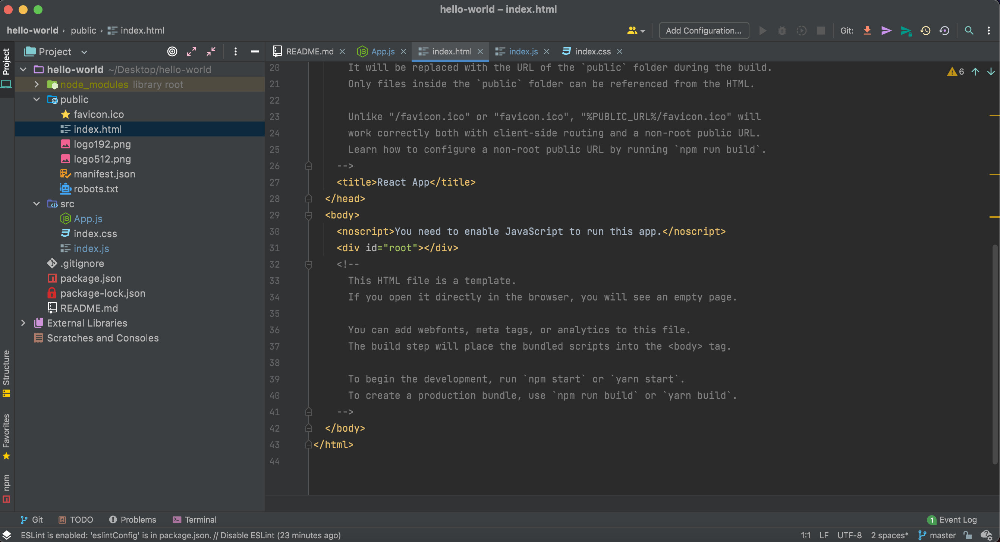 hello-world – index.html
hello-world › public › index.html
Add Configuration...
Git:
Project
Project
README.md
App.js
index.html
index.js
index.css
hello-world ~/Desktop/hello-world
node_modules library root
public
favicon.ico
index.html
logo192.png
logo512.png
manifest.json
robots.txt
src
App.js
index.css
index.js
.gitignore
package.json
package-lock.json
README.md
External Libraries
Scratches and Consoles
Structure
Favorites
npm
6
20 It will be replaced with the URL of the `public` folder during the build.
21 Only files inside the `public` folder can be referenced from the HTML.
22
23 Unlike "/favicon.ico" or "favicon.ico", "%PUBLIC_URL%/favicon.ico" will
24 work correctly both with client-side routing and a non-root public URL.
25 Learn how to configure a non-root public URL by running `npm run build`.
26 -->
27 <title>React App</title>
28 </head>
29 <body>
30 <noscript>You need to enable JavaScript to run this app.</noscript>
31 <div id="root"></div>
32 <!--
33 This HTML file is a template.
34 If you open it directly in the browser, you will see an empty page.
35
36 You can add webfonts, meta tags, or analytics to this file.
37 The build step will place the bundled scripts into the <body> tag.
38
39 To begin the development, run `npm start` or `yarn start`.
40 To create a production bundle, use `npm run build` or `yarn build`.
41 -->
42 </body>
43 </html>
44
Git
TODO
Problems
Terminal
1 Event Log
ESLint is enabled: 'eslintConfig' is in package.json. // Disable ESLint (23 minutes ago)
1:1 LF UTF-8 2 spaces* master